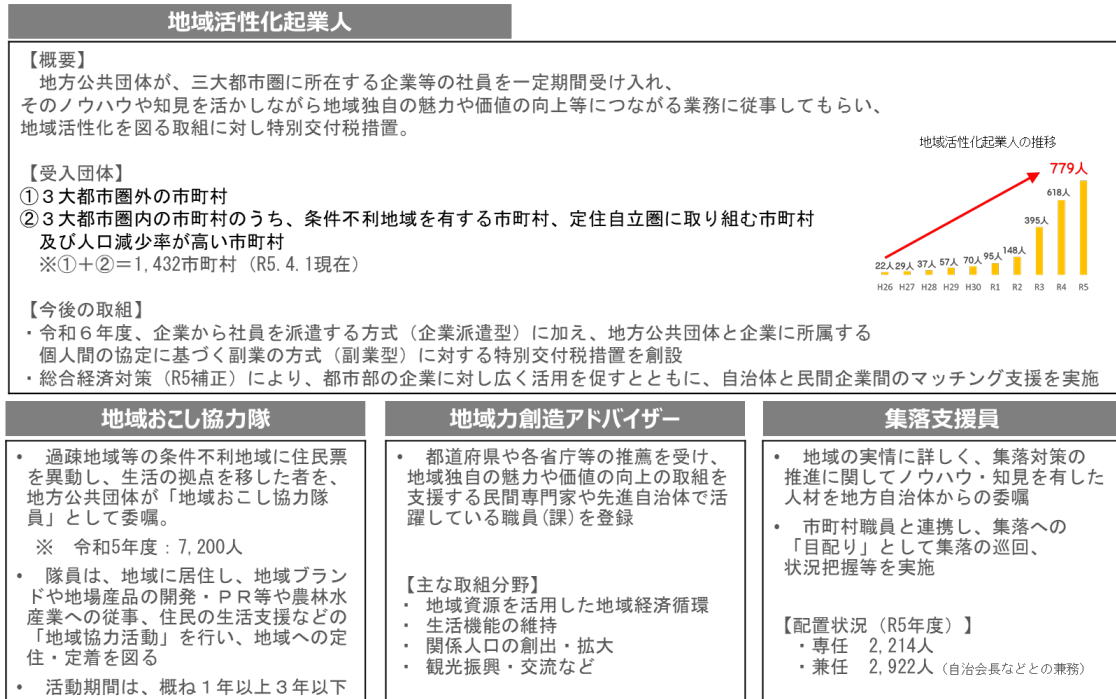 地域活性化起業人
【概要】
地方公共団体が、三大都市圏に所在する企業等の社員を一定期間受け入れ、
そのノウハウや知見を活かしながら地域独自の魅力や価値の向上等につながる業務に従事してもらい、
地域活性化を図る取組に対し特別交付税措置。
【受入団体】
①３大都市圏外の市町村
②３大都市圏内の市町村のうち、条件不利地域を有する市町村、定住自立圏に取り組む市町村
及び人口減少率が高い市町村
※①＋②＝1,432市町村（R5.4.1現在）
地域活性化起業人の推移
22人 29人 37人 57人 70人 95人 148人 395人 618人 779人
H26 H27 H28 H29 H30 R1 R2 R3 R4 R5
【今後の取組】
・令和６年度、企業から社員を派遣する方式（企業派遣型）に加え、地方公共団体と企業に所属する
個人間の協定に基づく副業の方式（副業型）に対する特別交付税措置を創設
・総合経済対策（R5補正）により、都市部の企業に対し広く活用を促すとともに、自治体と民間企業間のマッチング支援を実施
地域おこし協力隊
• 過疎地域等の条件不利地域に住民票
を異動し、生活の拠点を移した者を、
地方公共団体が「地域おこし協力隊
員」として委嘱。
※ 令和5年度：7,200人
• 隊員は、地域に居住し、地域ブラン
ドや地場産品の開発・ＰＲ等や農林水
産業への従事、住民の生活支援などの
「地域協力活動」を行い、地域への定
住・定着を図る
• 活動期間は、概ね１年以上３年以下
地域力創造アドバイザー
• 都道府県や各省庁等の推薦を受け、
地域独自の魅力や価値の向上の取組を
支援する民間専門家や先進自治体で活
躍している職員(課)を登録
【主な取組分野】
・ 地域資源を活用した地域経済循環
・ 生活機能の維持
・ 関係人口の創出・拡大
・ 観光振興・交流など
集落支援員
• 地域の実情に詳しく、集落対策の
推進に関してノウハウ・知見を有した
人材を地方自治体からの委嘱
• 市町村職員と連携し、集落への
「目配り」として集落の巡回、
状況把握等を実施
【配置状況（R5年度）】
・専任 2,214人
・兼任 2,922人（自治会長などとの兼務）